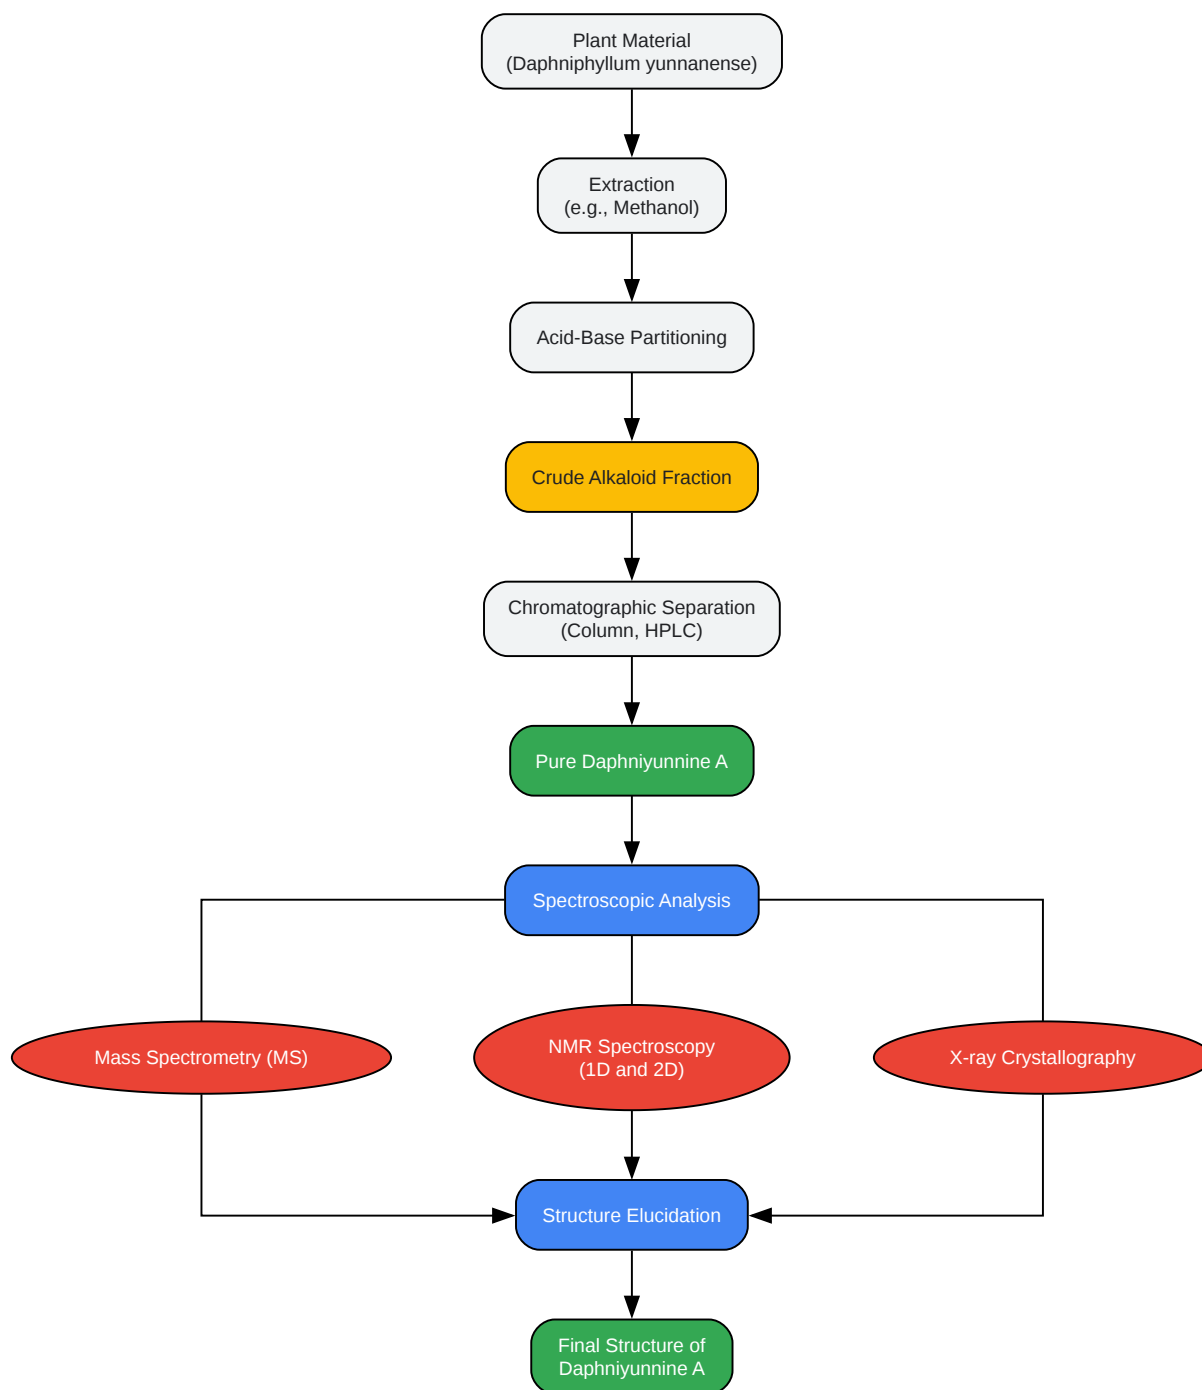 Plant Material
(Daphniphyllum yunnanense)
Extraction
(e.g., Methanol)
Acid-Base Partitioning
Crude Alkaloid Fraction
Chromatographic Separation
(Column, HPLC)
Pure Daphniyunnine A
Spectroscopic Analysis
Mass Spectrometry (MS)
NMR Spectroscopy
(1D and 2D)
X-ray Crystallography
Structure Elucidation
Final Structure of
Daphniyunnine A